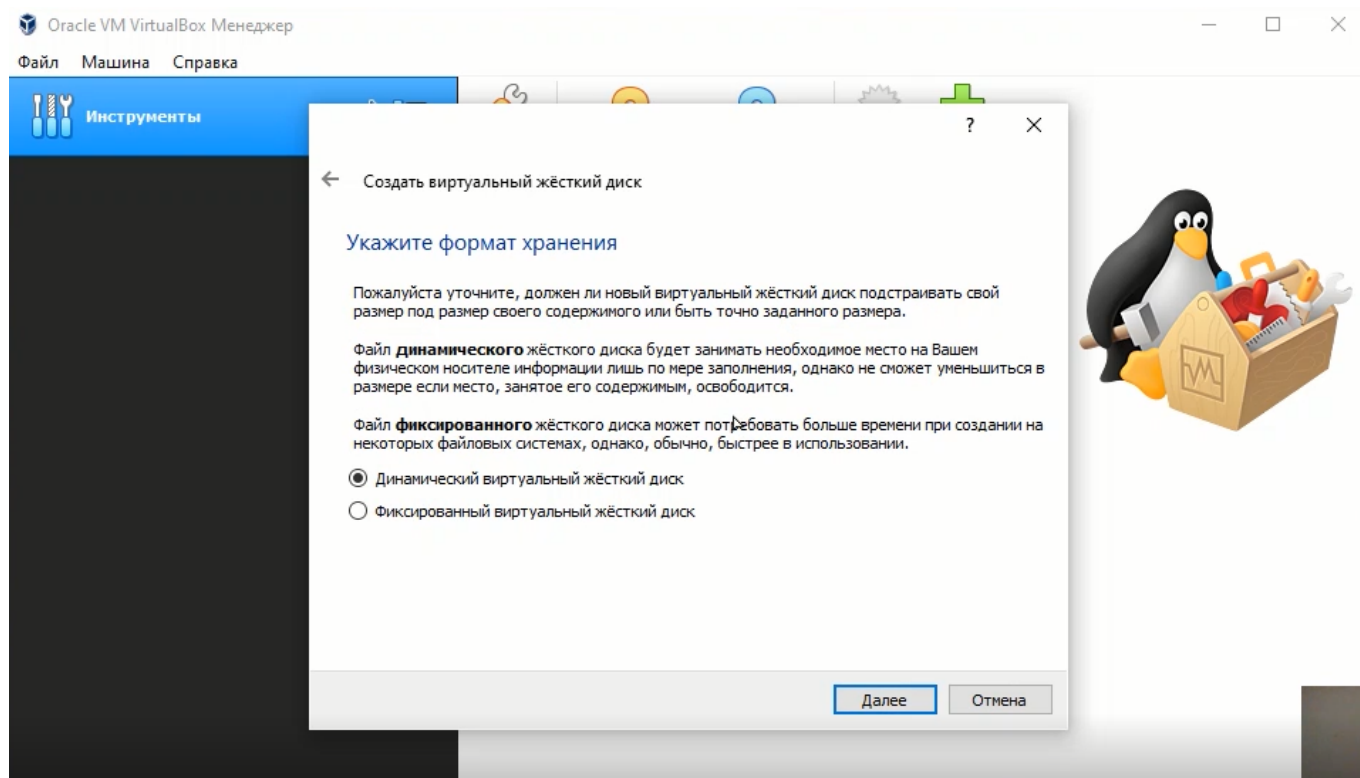 Oracle VM VirtualBox Менеджер
Файл Машина Справка
Инструменты
?
Создать виртуальный жёсткий диск
Укажите формат хранения
Пожалуйста уточните, должен ли новый виртуальный жёсткий диск подстраивать свой
размер под размер своего содержимого или быть точно заданного размера.
Файл динамического жёсткого диска будет занимать необходимое место на Вашем
физическом носителе информации лишь по мере заполнения, однако не сможет уменьшиться в
размере если место, занятое его содержимым, освободится.
Файл фиксированного жёсткого диска может потребовать больше времени при создании на
некоторых файловых системах, однако, обычно, быстрее в использовании.
Динамический виртуальный жёсткий диск
Фиксированный виртуальный жёсткий диск
Далее Отмена